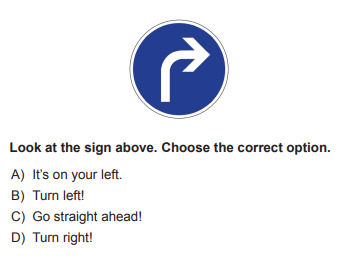 Look at the sign above. Choose the correct option.
A) It's on your left.
B) Turn left!
C) Go straight ahead!
D) Turn right!